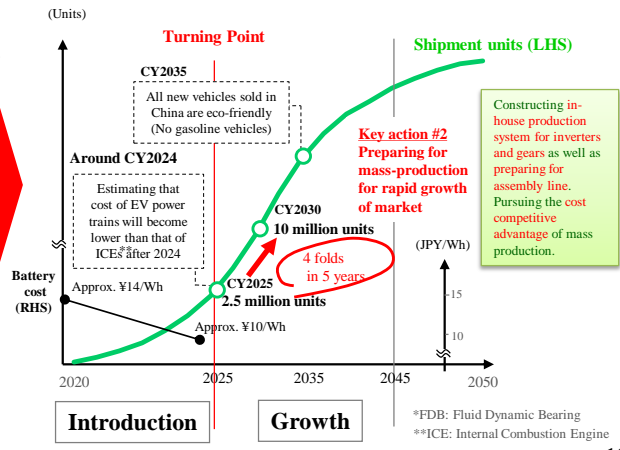 (Units)
Turning Point
Shipment units (LHS)
CY2035
All new vehicles sold in
China are eco-friendly
(No gasoline vehicles)
Key action #2
Preparing for
mass-production
for rapid growth
of market
Constructing in-
house production
system for inverters
and gears as well as
preparing for
assembly line.
Pursuing the cost
competitive
advantage of mass
production.
Around CY2024
Estimating that
cost of EV power
trains will become
lower than that of
ICEs**after 2024
CY2030
10 million units
(JPY/Wh)
4 folds
in 5 years
Battery
cost
(RHS)
Approx. ¥14/Wh
CY2025
2.5 million units
15
Approx. ¥10/Wh
10
2020
2025
2035
2045
2050
Introduction
Growth
*FDB: Fluid Dynamic Bearing
**ICE: Internal Combustion Engine